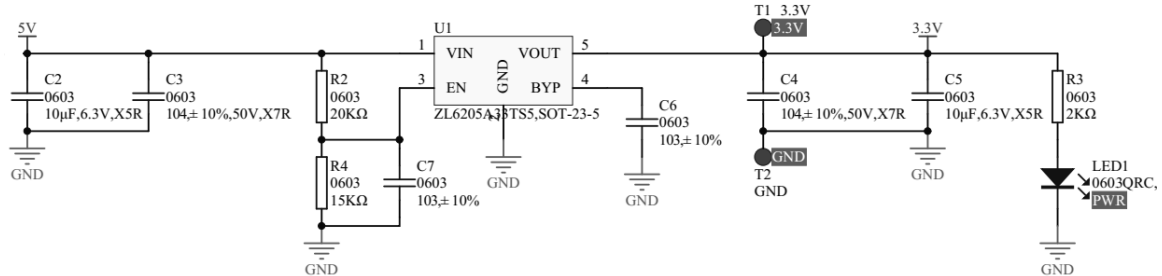 5V
C2
0603
10μF,6.3V,X5R
GND
C3
0603
104,±10%,50V,X7R
R2
0603
20KΩ
R4
0603
15KΩ
GND
C7
0603
103,±10%
U1
1
VIN
VOUT
5
3
EN
GND
BYP
4
2
ZL6205A33TS5,SOT-23-5
GND
C6
0603
103,±10%
GND
T1 3.3V
3.3V
C4
0603
104,±10%,50V,X7R
GND
T2
GND
3.3V
C5
0603
10μF,6.3V,X5R
GND
R3
0603
2KΩ
LED1
0603QRC,
PWR
GND